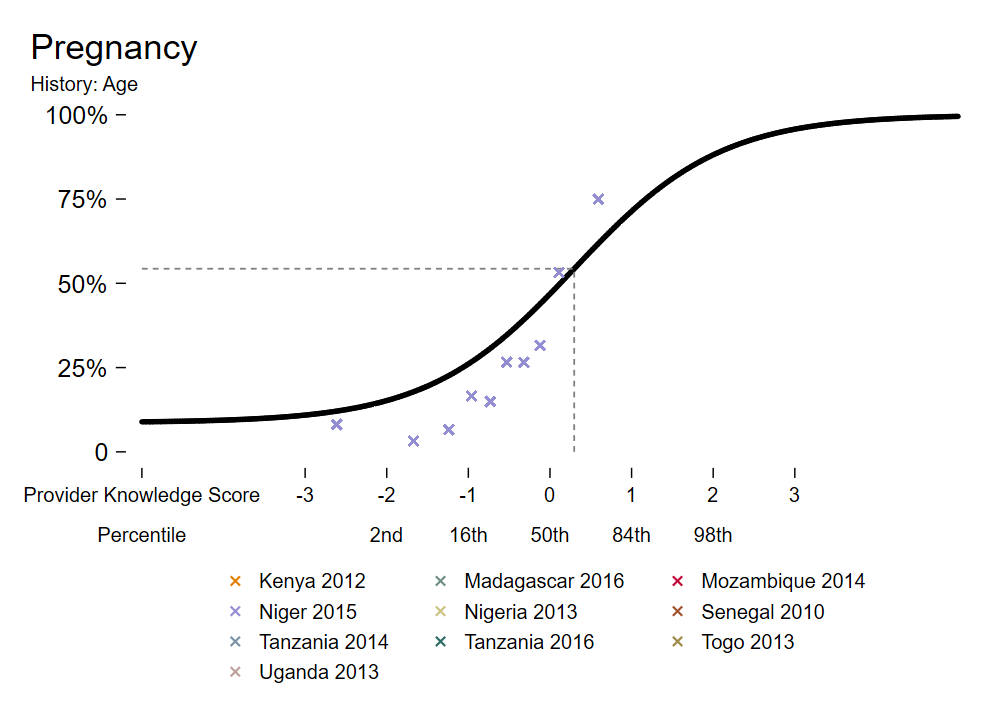 Pregnancy
History: Age
100%
75%
50%
25%
0
Provider Knowledge Score -3 -2 -1 0 1 2 3
Percentile 2nd 16th 50th 84th 98th
Kenya 2012 Madagascar 2016 Mozambique 2014
Niger 2015 Nigeria 2013 Senegal 2010
Tanzania 2014 Tanzania 2016 Togo 2013
Uganda 2013